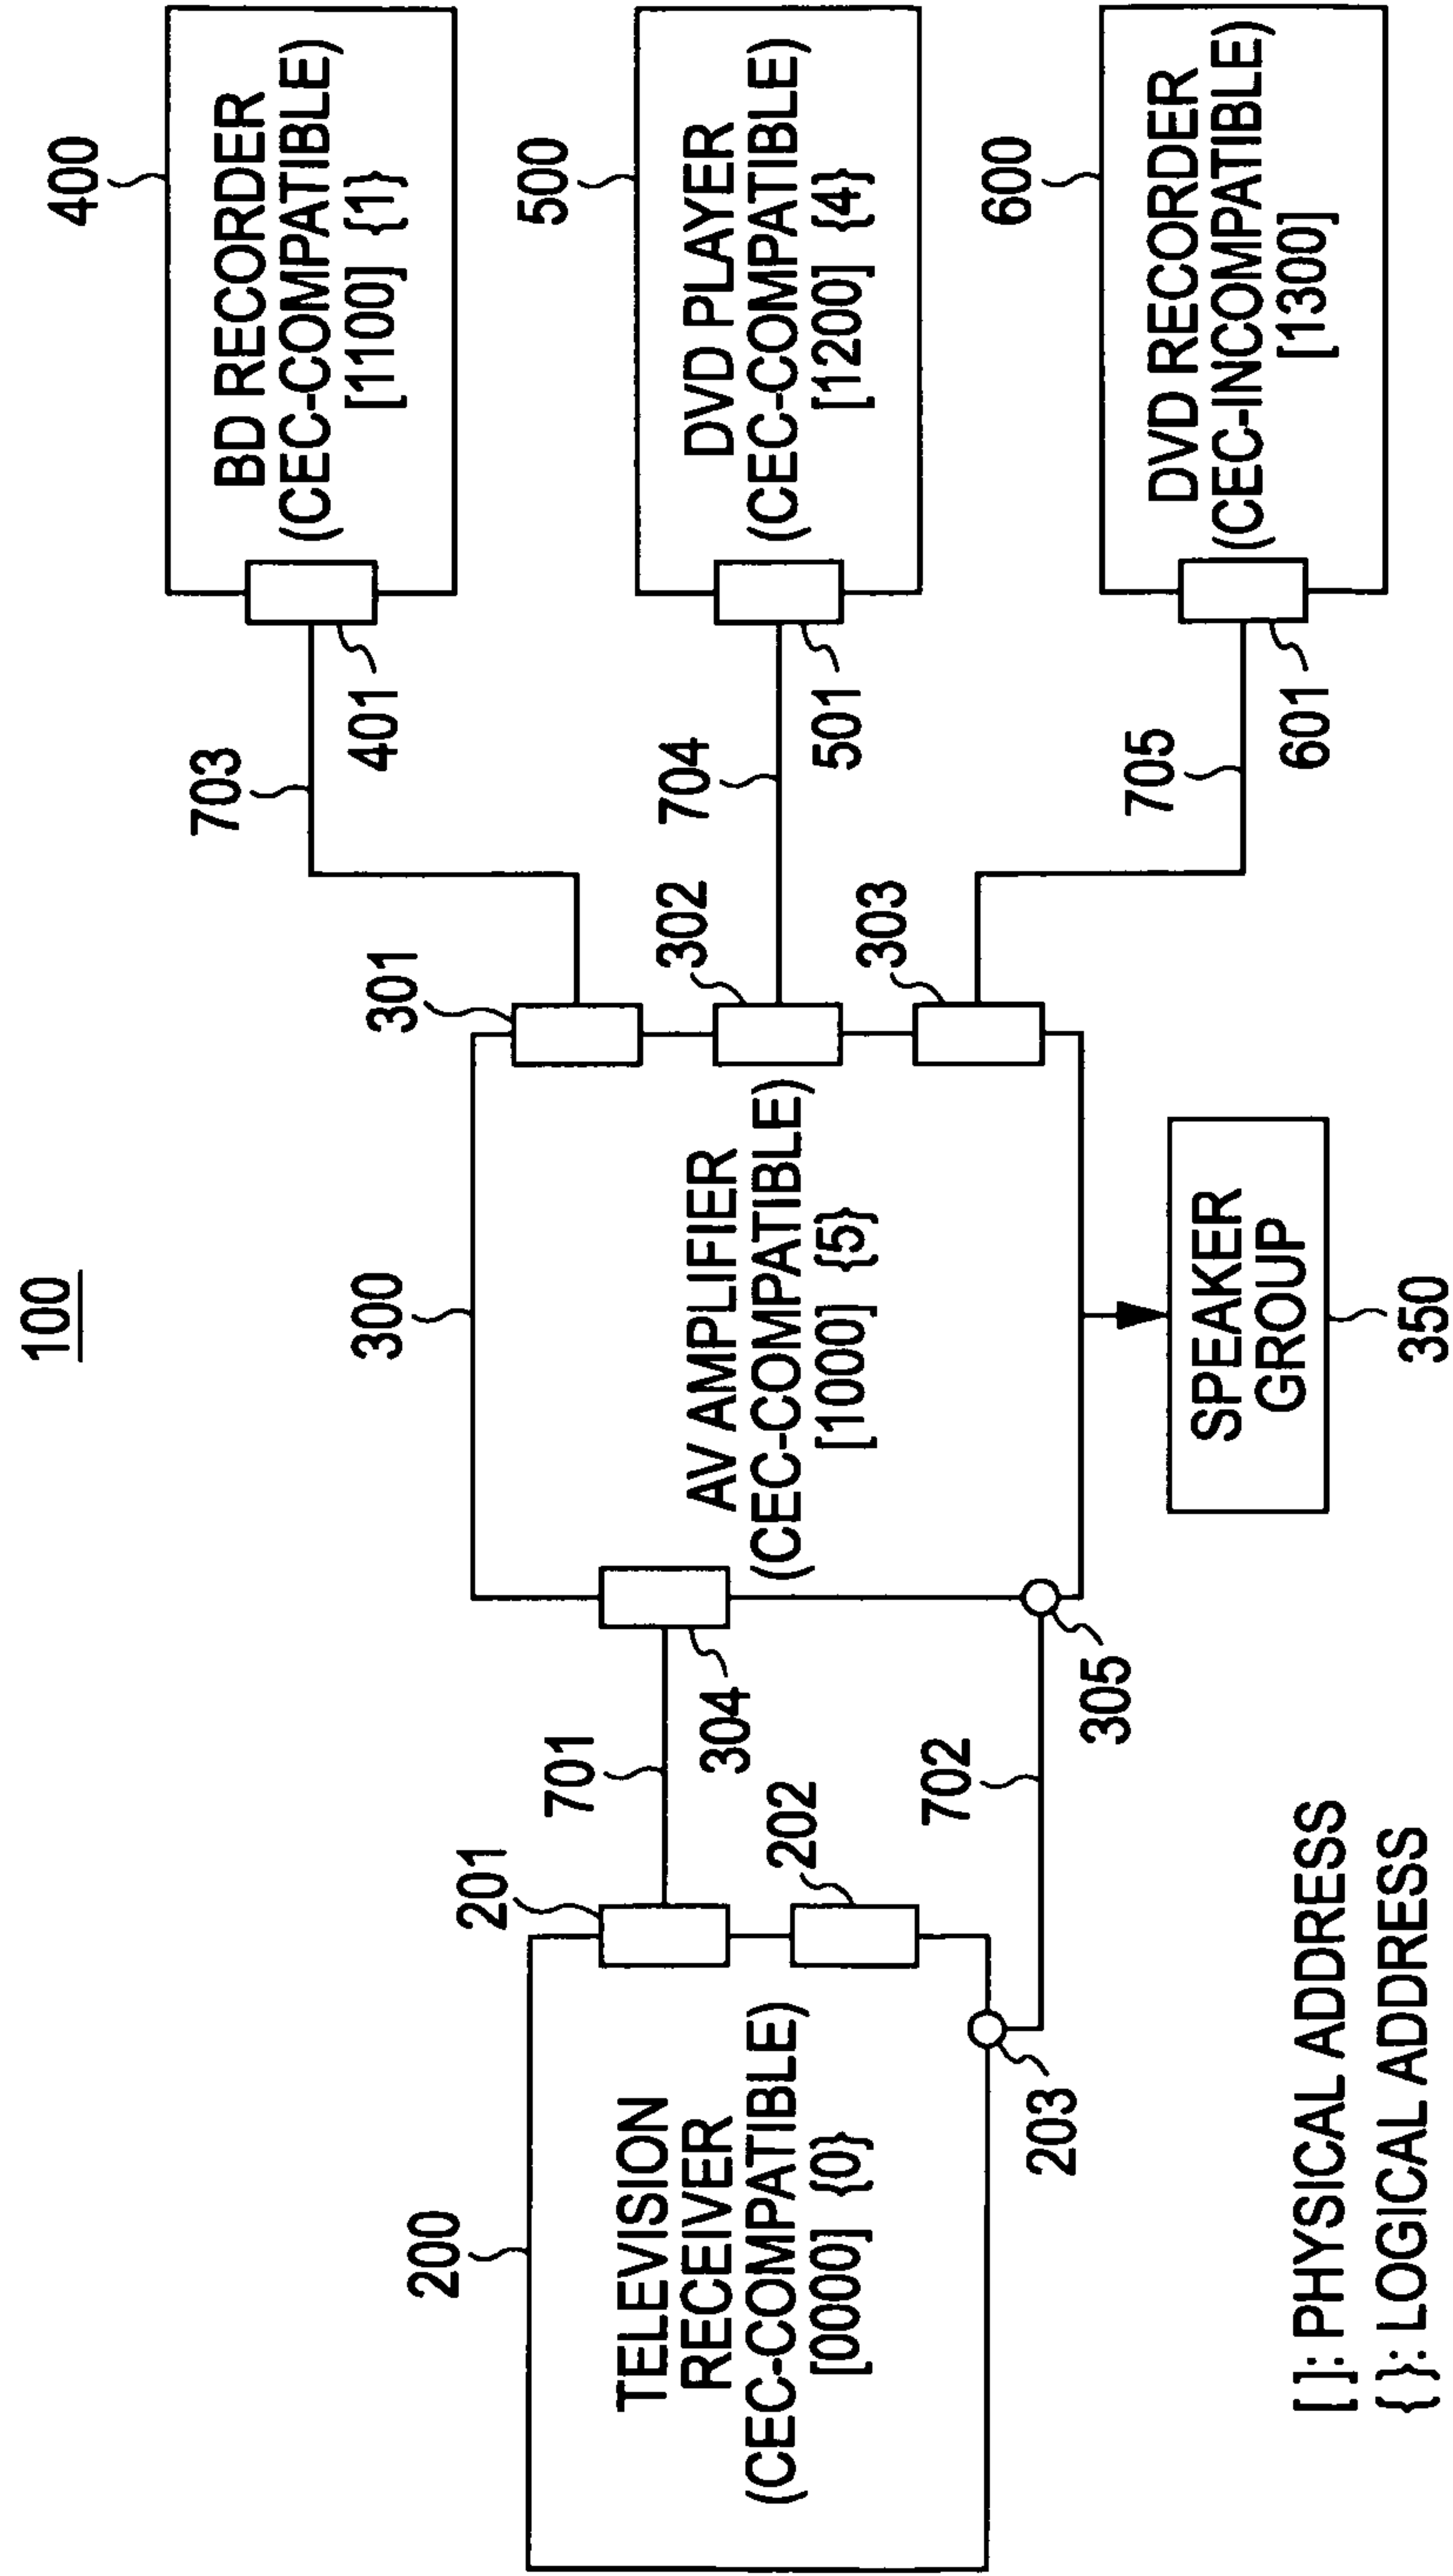 100
200
TELEVISION
RECEIVER
(CEC-COMPATIBLE)
[0000] {0}
201
202
203
701
702
304
305
300
AV AMPLIFIER
(CEC-COMPATIBLE)
[1000] {5}
301
302
303
SPEAKER
GROUP
350
703
704
705
401
501
601
400
BD RECORDER
(CEC-COMPATIBLE)
[1100] {1}
500
DVD PLAYER
(CEC-COMPATIBLE)
[1200] {4}
600
DVD RECORDER
(CEC-INCOMPATIBLE)
[1300]
[ ]: PHYSICAL ADDRESS
{ }: LOGICAL ADDRESS